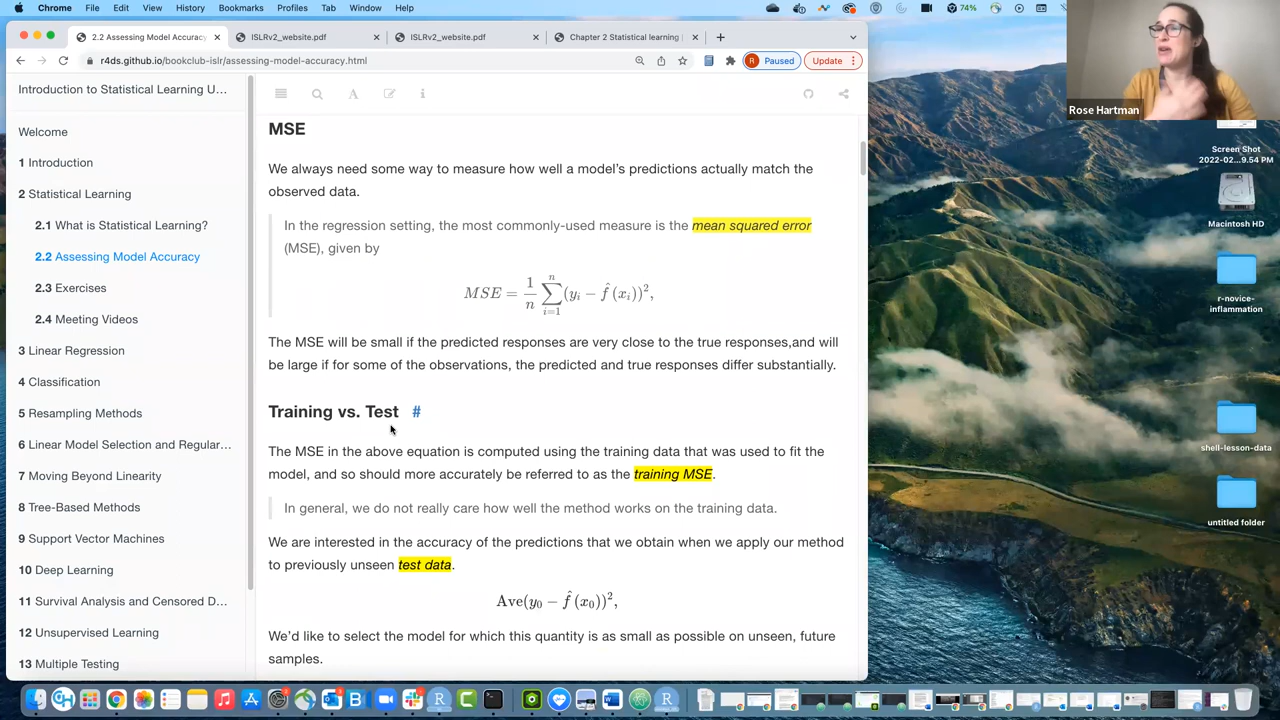 Chrome File Edit View History Bookmarks Profiles Tab Window Help
74%
2.2 Assessing Model Accuracy
ISLRv2_website.pdf
ISLRv2_website.pdf
Chapter 2 Statistical learning
r4ds.github.io/bookclub-islr/assessing-model-accuracy.html
R Paused
Update
Introduction to Statistical Learning U...
Welcome
1 Introduction
2 Statistical Learning
2.1 What is Statistical Learning?
2.2 Assessing Model Accuracy
2.3 Exercises
2.4 Meeting Videos
3 Linear Regression
4 Classification
5 Resampling Methods
6 Linear Model Selection and Regular...
7 Moving Beyond Linearity
8 Tree-Based Methods
9 Support Vector Machines
10 Deep Learning
11 Survival Analysis and Censored D...
12 Unsupervised Learning
13 Multiple Testing
MSE
We always need some way to measure how well a model's predictions actually match the
observed data.
In the regression setting, the most commonly-used measure is the mean squared error
(MSE), given by
MSE = 1/n ∑_{i=1}^{n} (y_i − f̂(x_i))²,
The MSE will be small if the predicted responses are very close to the true responses,and will
be large if for some of the observations, the predicted and true responses differ substantially.
Training vs. Test #
The MSE in the above equation is computed using the training data that was used to fit the
model, and so should more accurately be referred to as the training MSE.
In general, we do not really care how well the method works on the training data.
We are interested in the accuracy of the predictions that we obtain when we apply our method
to previously unseen test data.
Ave(y₀ − f̂(x₀))²,
We'd like to select the model for which this quantity is as small as possible on unseen, future
samples.
Rose Hartman
Screen Shot
2022-02...9.54 PM
Macintosh HD
r-novice-
inflammation
shell-lesson-data
untitled folder